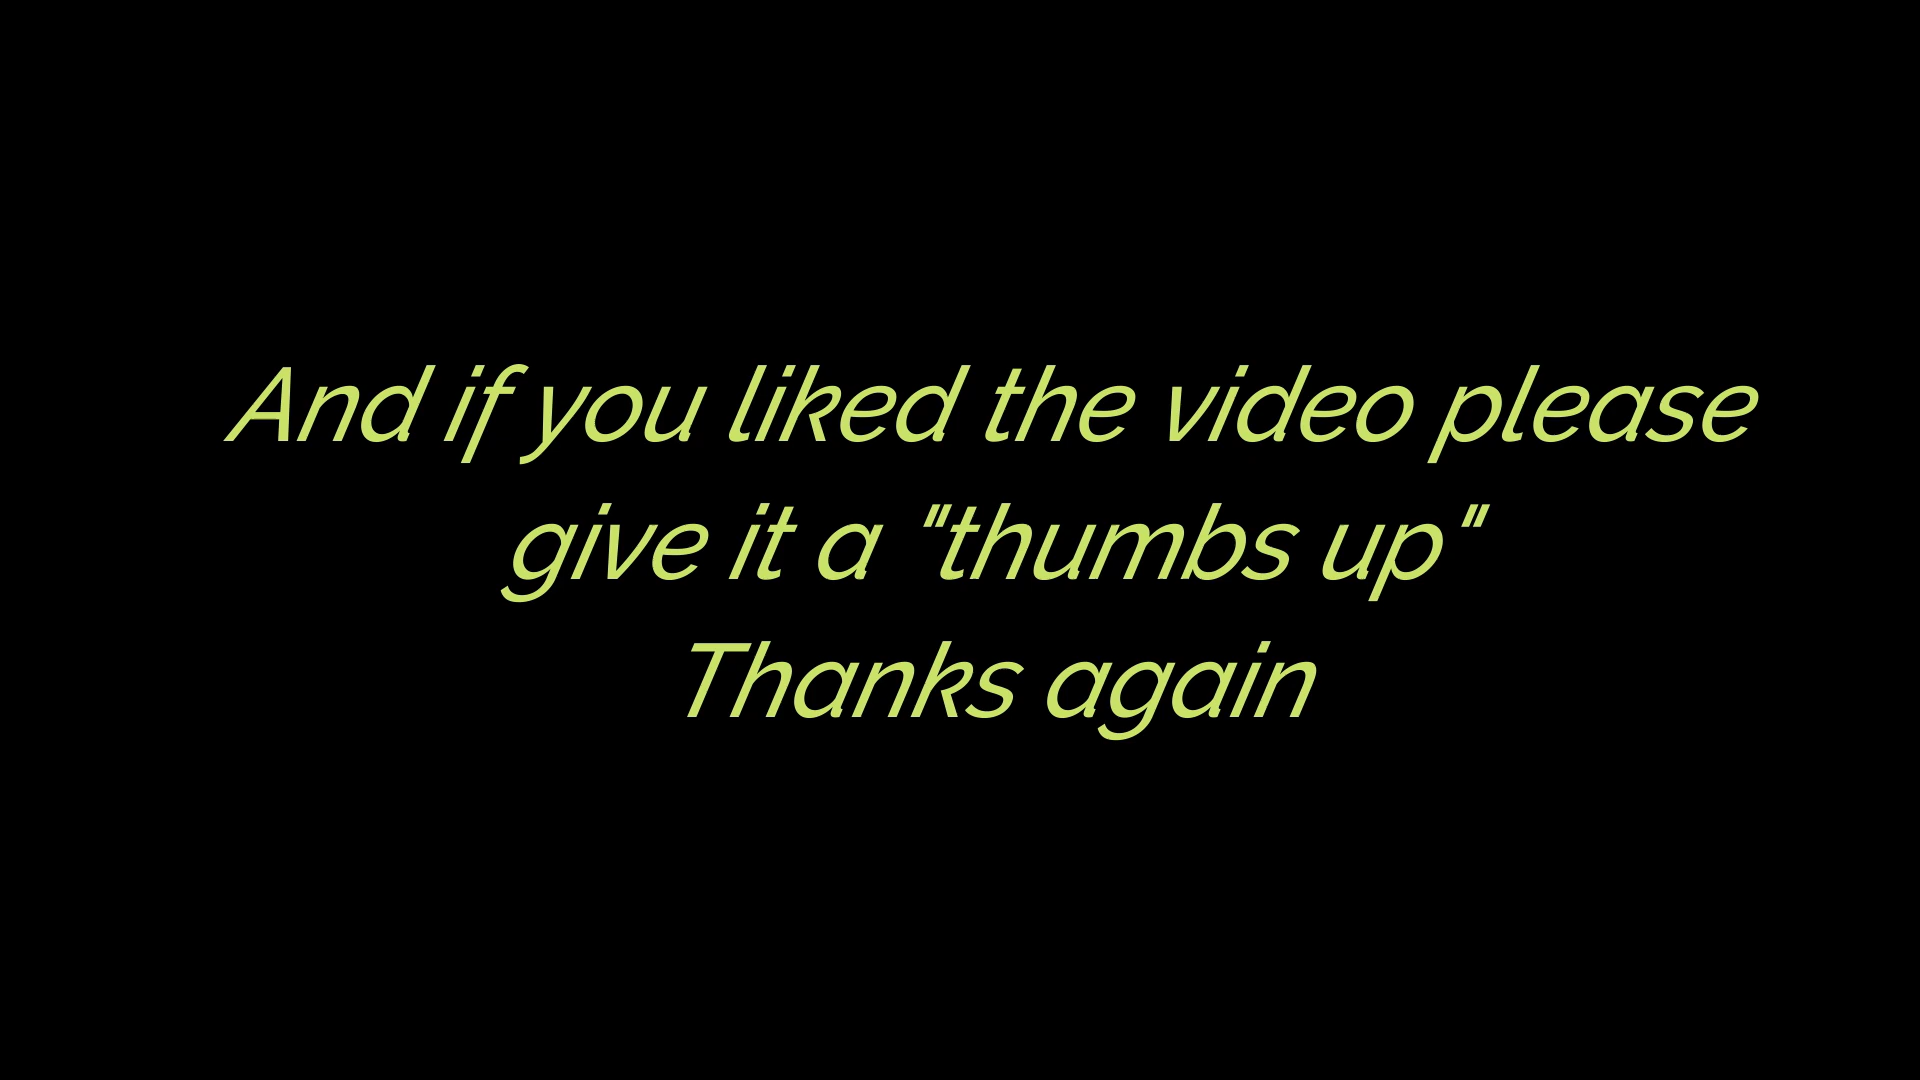 And if you liked the video please
give it a "thumbs up"
Thanks again